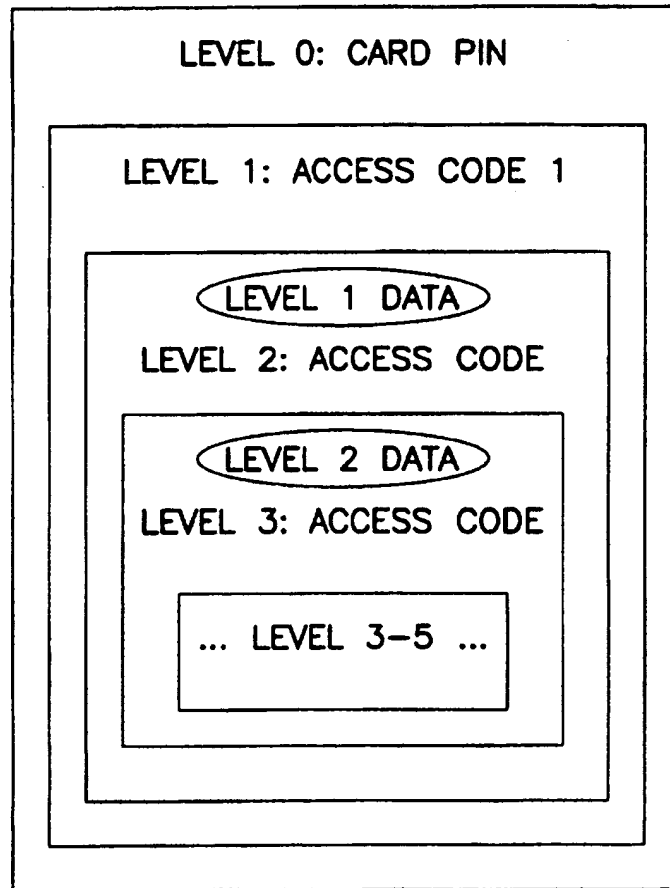 LEVEL 0: CARD PIN
LEVEL 1: ACCESS CODE 1
LEVEL 1 DATA
LEVEL 2: ACCESS CODE
LEVEL 2 DATA
LEVEL 3: ACCESS CODE
... LEVEL 3-5 ...